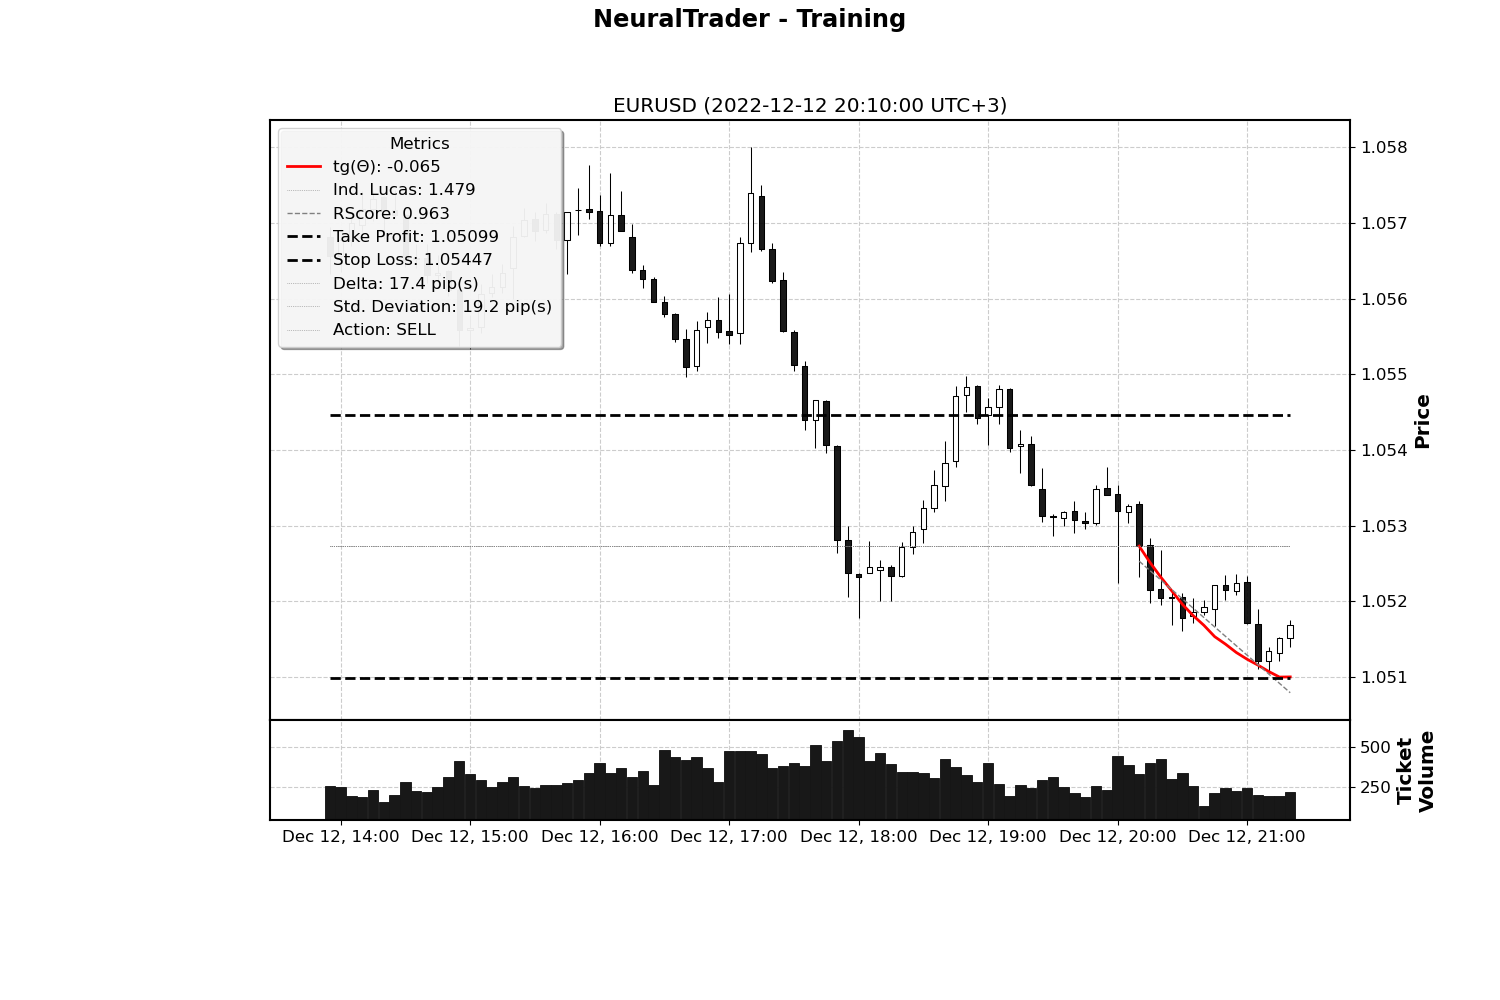 NeuralTrader - Training
EURUSD (2022-12-12 20:10:00 UTC+3)
Metrics
tg(Θ): -0.065
Ind. Lucas: 1.479
RScore: 0.963
Take Profit: 1.05099
Stop Loss: 1.05447
Delta: 17.4 pip(s)
Std. Deviation: 19.2 pip(s)
Action: SELL
1.058
1.057
1.056
1.055
1.054
1.053
1.052
1.051
Price
500
250
Ticket
Volume
Dec 12, 14:00 Dec 12, 15:00 Dec 12, 16:00 Dec 12, 17:00 Dec 12, 18:00 Dec 12, 19:00 Dec 12, 20:00 Dec 12, 21:00